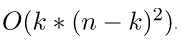 O(k * (n − k)²).